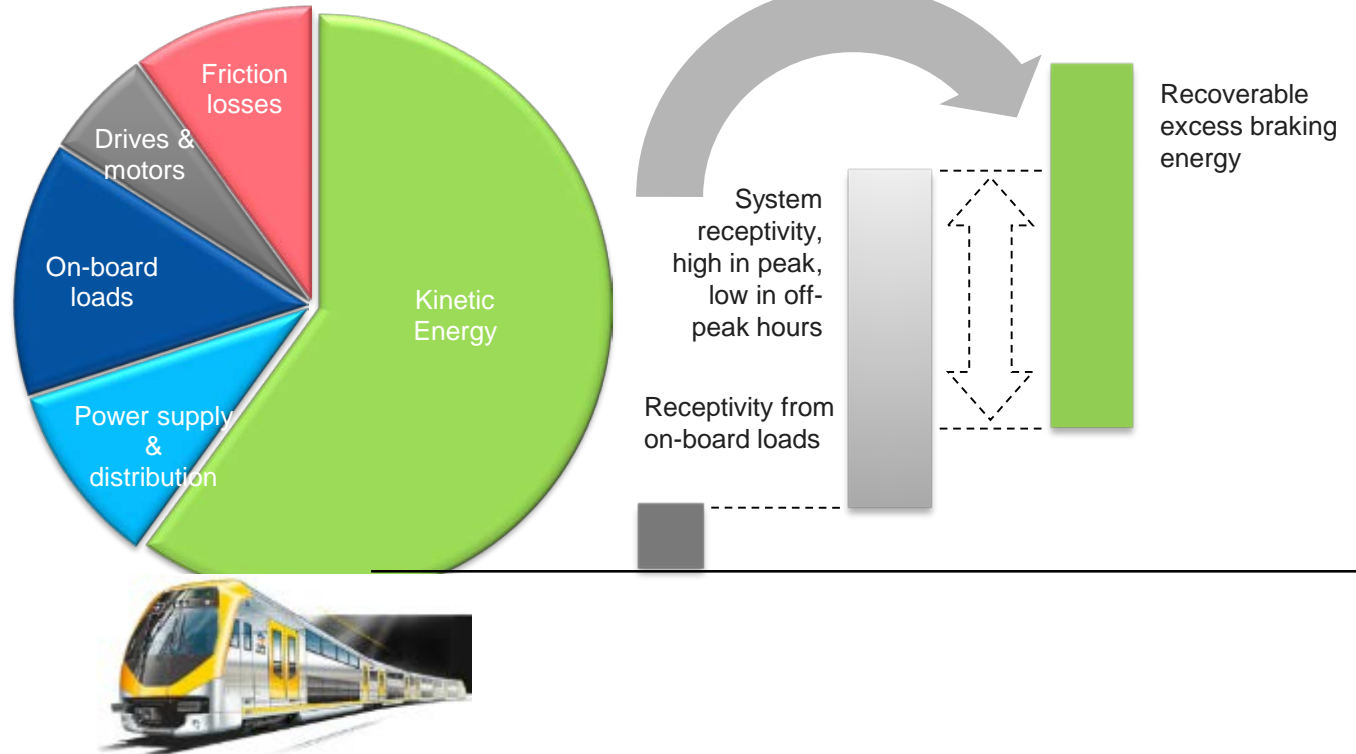 Friction
losses
Drives &
motors
On-board
loads
Power supply
&
distribution
Kinetic
Energy
System
receptivity,
high in peak,
low in off-
peak hours
Receptivity from
on-board loads
Recoverable
excess braking
energy